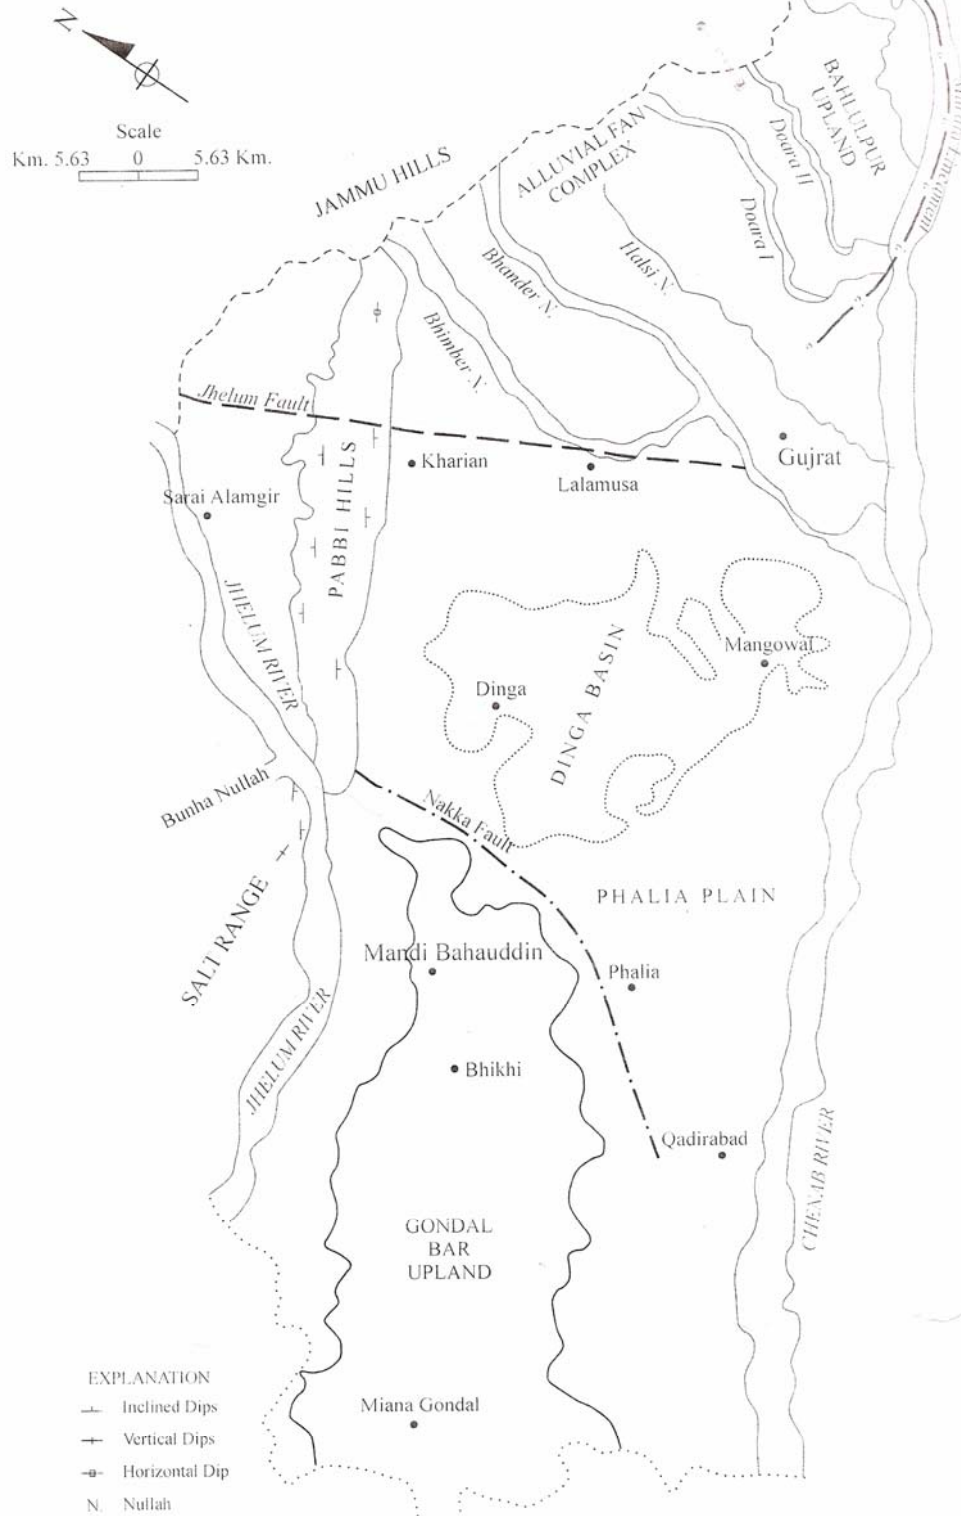 N
Scale
Km. 5.63 0 5.63 Km.
JAMMU HILLS
ALLUVIAL FAN
COMPLEX
BAHLULPUR
UPLAND
Doara II
Doara I
Halsi N.
Bhander N.
Bhimber N.
Jhelum Fault
Kharian
Lalamusa
Gujrat
Sarai Alamgir
PABBI HILLS
JHELUM RIVER
DINGA BASIN
Mangowal
Dinga
Bunha Nullah
Nakka Fault
SALT RANGE
PHALIA PLAIN
Mandi Bahauddin
Phalia
JHELUM RIVER
Bhikhi
Qadirabad
CHENAB RIVER
GONDAL
BAR
UPLAND
Miana Gondal
EXPLANATION
Inclined Dips
Vertical Dips
Horizontal Dip
N. Nullah